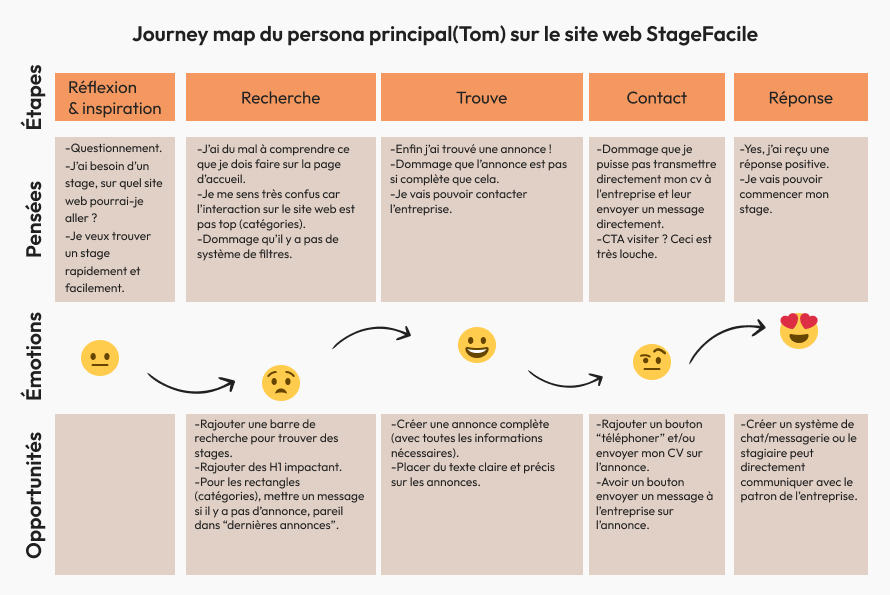 Journey map du persona principal(Tom) sur le site web StageFacile
Étapes
Réflexion
& inspiration
Recherche
Trouve
Contact
Réponse
Pensées
-Questionnement.
-J'ai besoin d'un
stage, sur quel site
web pourrai-je
aller ?
-Je veux trouver
un stage
rapidement et
facilement.
-J'ai du mal à comprendre ce
que je dois faire sur la page
d'accueil.
-Je me sens très confus car
l'interaction sur le site web est
pas top (catégories).
-Dommage qu'il y a pas de
système de filtres.
-Enfin j'ai trouvé une annonce !
-Dommage que l'annonce est pas
si complète que cela.
-Je vais pouvoir contacter
l'entreprise.
-Dommage que je
puisse pas transmettre
directement mon cv à
l'entreprise et leur
envoyer un message
directement.
-CTA visiter ? Ceci est
très louche.
-Yes, j'ai reçu une
réponse positive.
-Je vais pouvoir
commencer mon
stage.
Émotions
Opportunités
-Rajouter une barre de
recherche pour trouver des
stages.
-Rajouter des H1 impactant.
-Pour les rectangles
(catégories), mettre un message
si il y a pas d'annonce, pareil
dans "dernières annonces".
-Créer une annonce complète
(avec toutes les informations
nécessaires).
-Placer du texte claire et précis
sur les annonces.
-Rajouter un bouton
"téléphoner" et/ou
envoyer mon CV sur
l'annonce.
-Avoir un bouton
envoyer un message à
l'entreprise sur
l'annonce.
-Créer un système de
chat/messagerie ou le
stagiaire peut
directement
communiquer avec le
patron de l'entreprise.